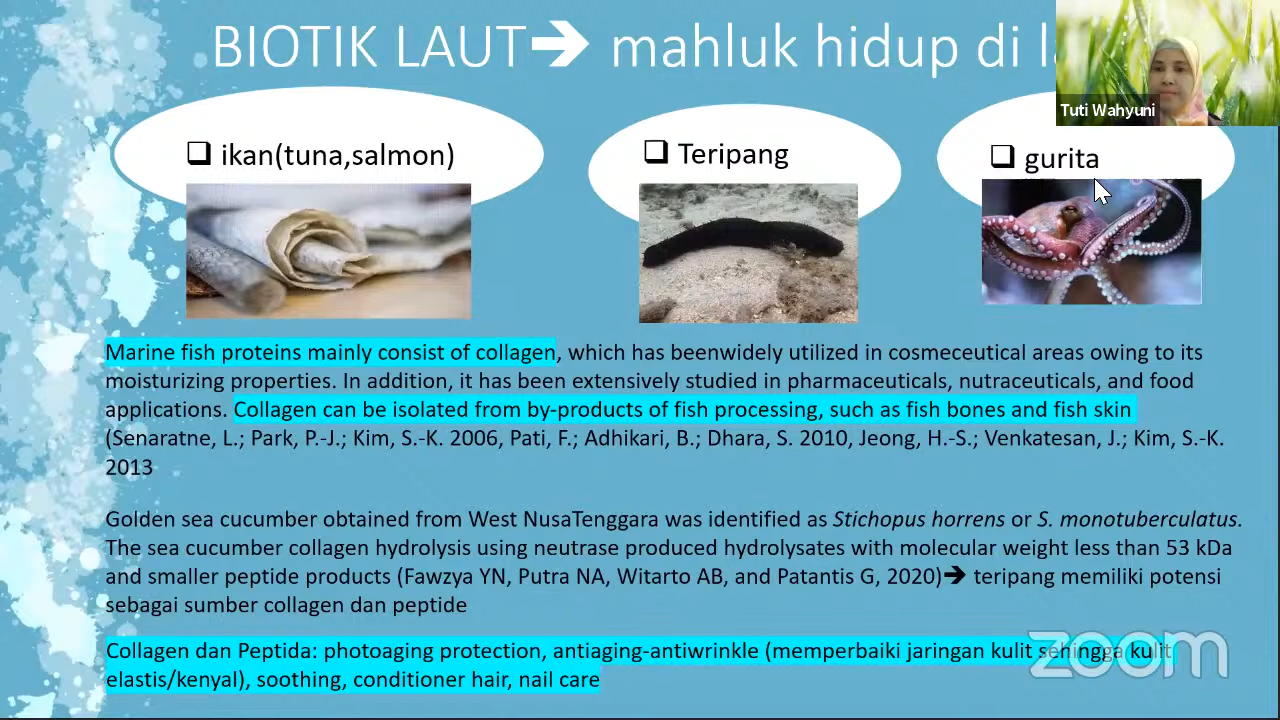 BIOTIK LAUT➔ mahluk hidup di
Tuti Wahyuni
❑ ikan(tuna,salmon)
❑ Teripang
❑ gurita
Marine fish proteins mainly consist of collagen, which has beenwidely utilized in cosmeceutical areas owing to its
moisturizing properties. In addition, it has been extensively studied in pharmaceuticals, nutraceuticals, and food
applications. Collagen can be isolated from by-products of fish processing, such as fish bones and fish skin
(Senaratne, L.; Park, P.-J.; Kim, S.-K. 2006, Pati, F.; Adhikari, B.; Dhara, S. 2010, Jeong, H.-S.; Venkatesan, J.; Kim, S.-K.
2013
Golden sea cucumber obtained from West NusaTenggara was identified as Stichopus horrens or S. monotuberculatus.
The sea cucumber collagen hydrolysis using neutrase produced hydrolysates with molecular weight less than 53 kDa
and smaller peptide products (Fawzya YN, Putra NA, Witarto AB, and Patantis G, 2020)➔ teripang memiliki potensi
sebagai sumber collagen dan peptide
Collagen dan Peptida: photoaging protection, antiaging-antiwrinkle (memperbaiki jaringan kulit sehingga kulit
elastis/kenyal), soothing, conditioner hair, nail care
zoom